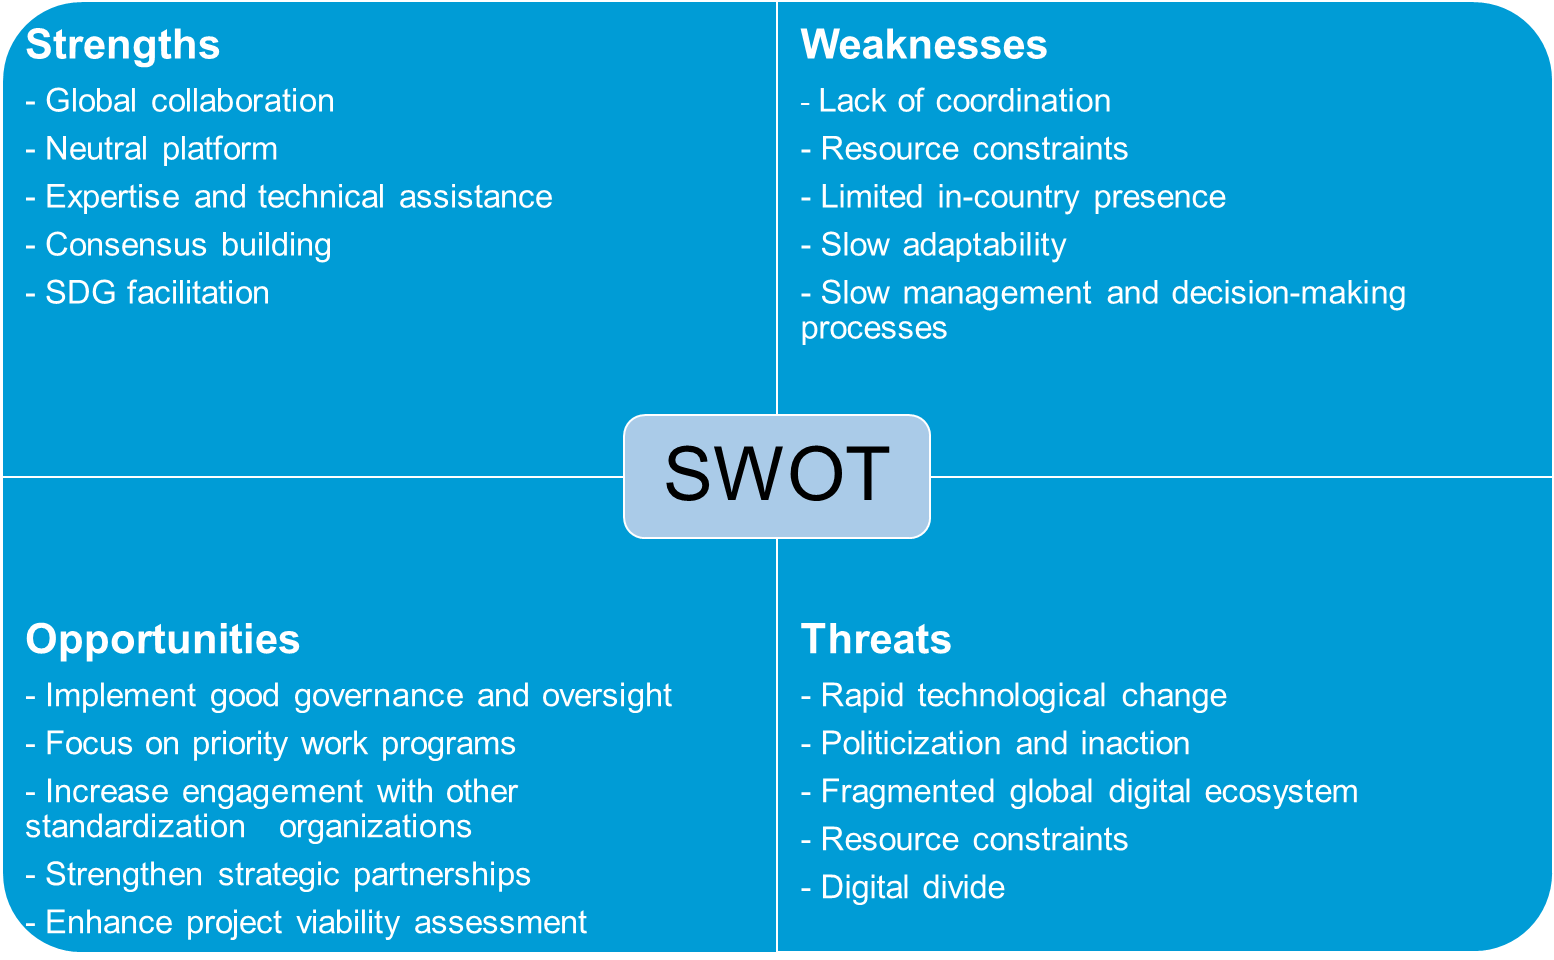 Strengths
- Global collaboration
- Neutral platform
- Expertise and technical assistance
- Consensus building
- SDG facilitation
Weaknesses
- Lack of coordination
- Resource constraints
- Limited in-country presence
- Slow adaptability
- Slow management and decision-making
processes
SWOT
Opportunities
- Implement good governance and oversight
- Focus on priority work programs
- Increase engagement with other
standardization organizations
- Strengthen strategic partnerships
- Enhance project viability assessment
Threats
- Rapid technological change
- Politicization and inaction
- Fragmented global digital ecosystem
- Resource constraints
- Digital divide